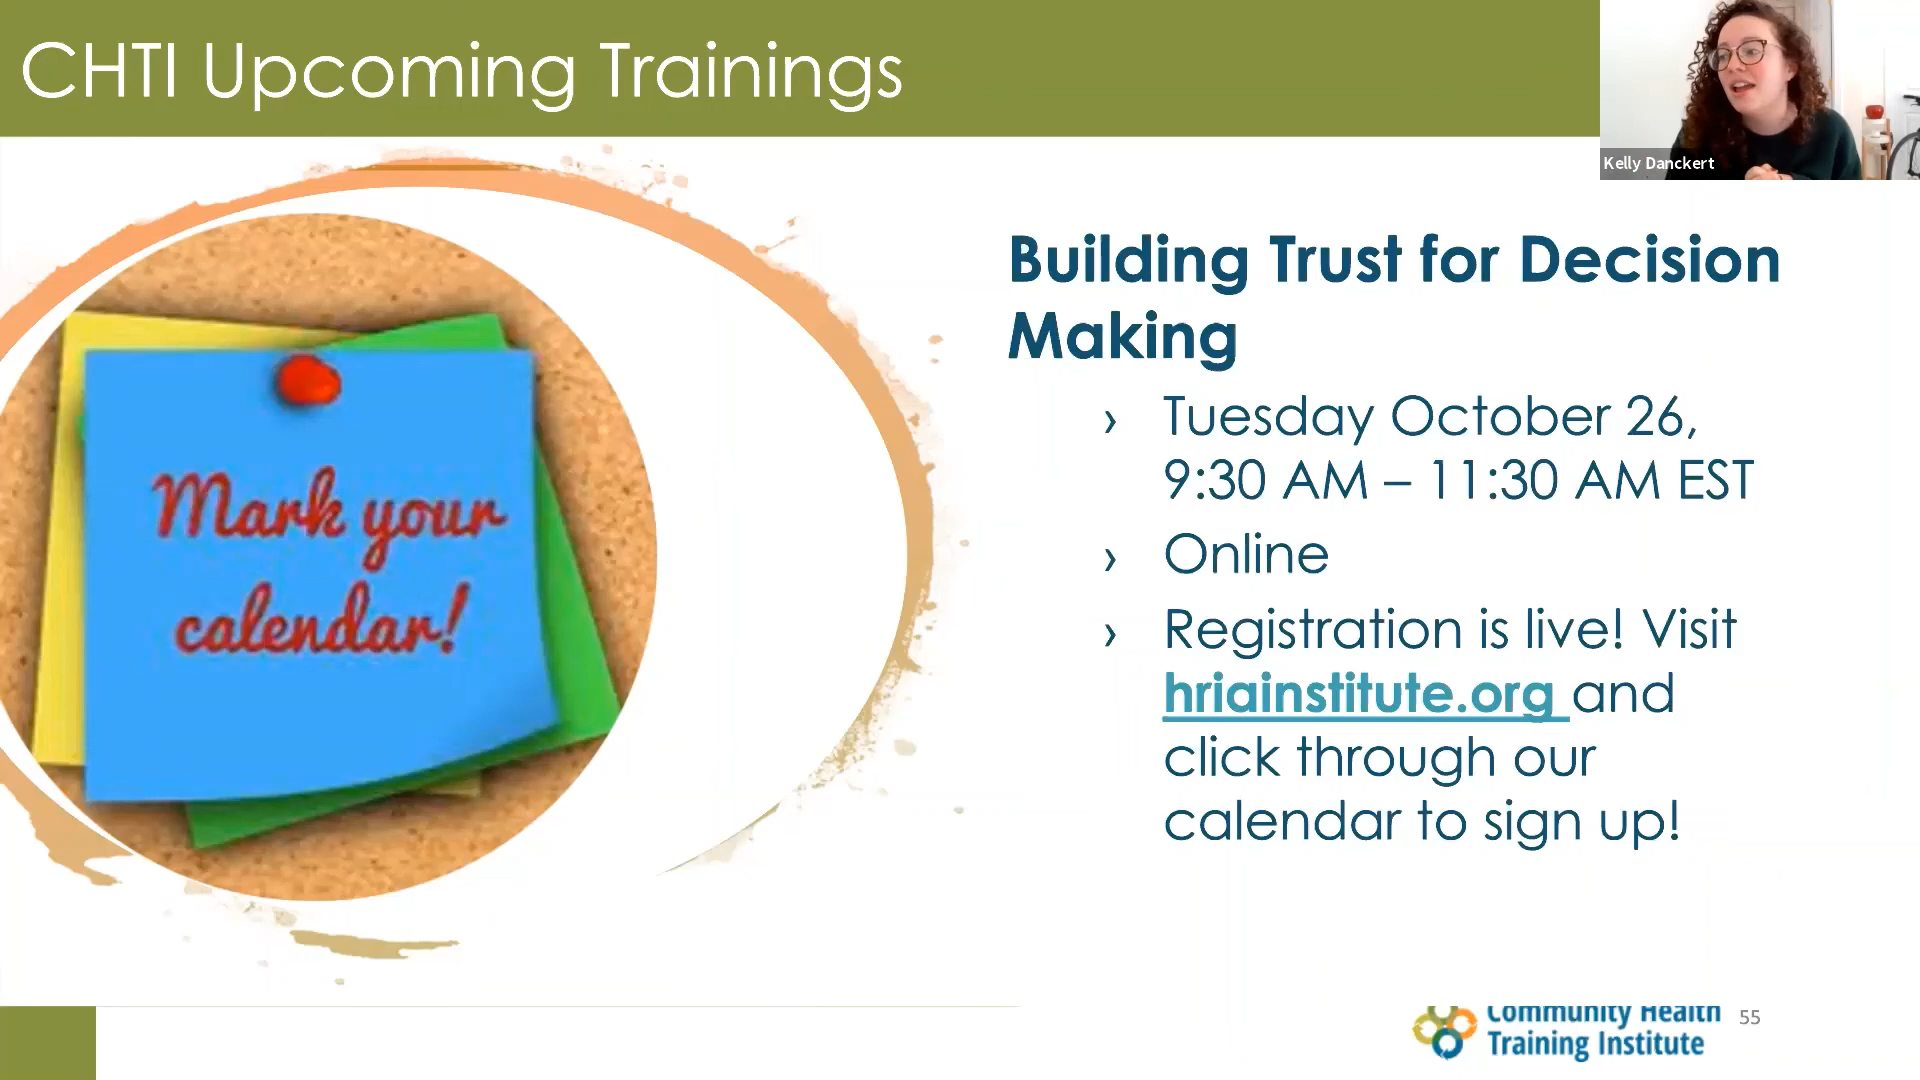 CHTI Upcoming Trainings
Kelly Danckert
Building Trust for Decision
Making
› Tuesday October 26,
9:30 AM – 11:30 AM EST
› Online
› Registration is live! Visit
hriainstitute.org and
click through our
calendar to sign up!
Mark your
calendar!
Community Health
Training Institute
55